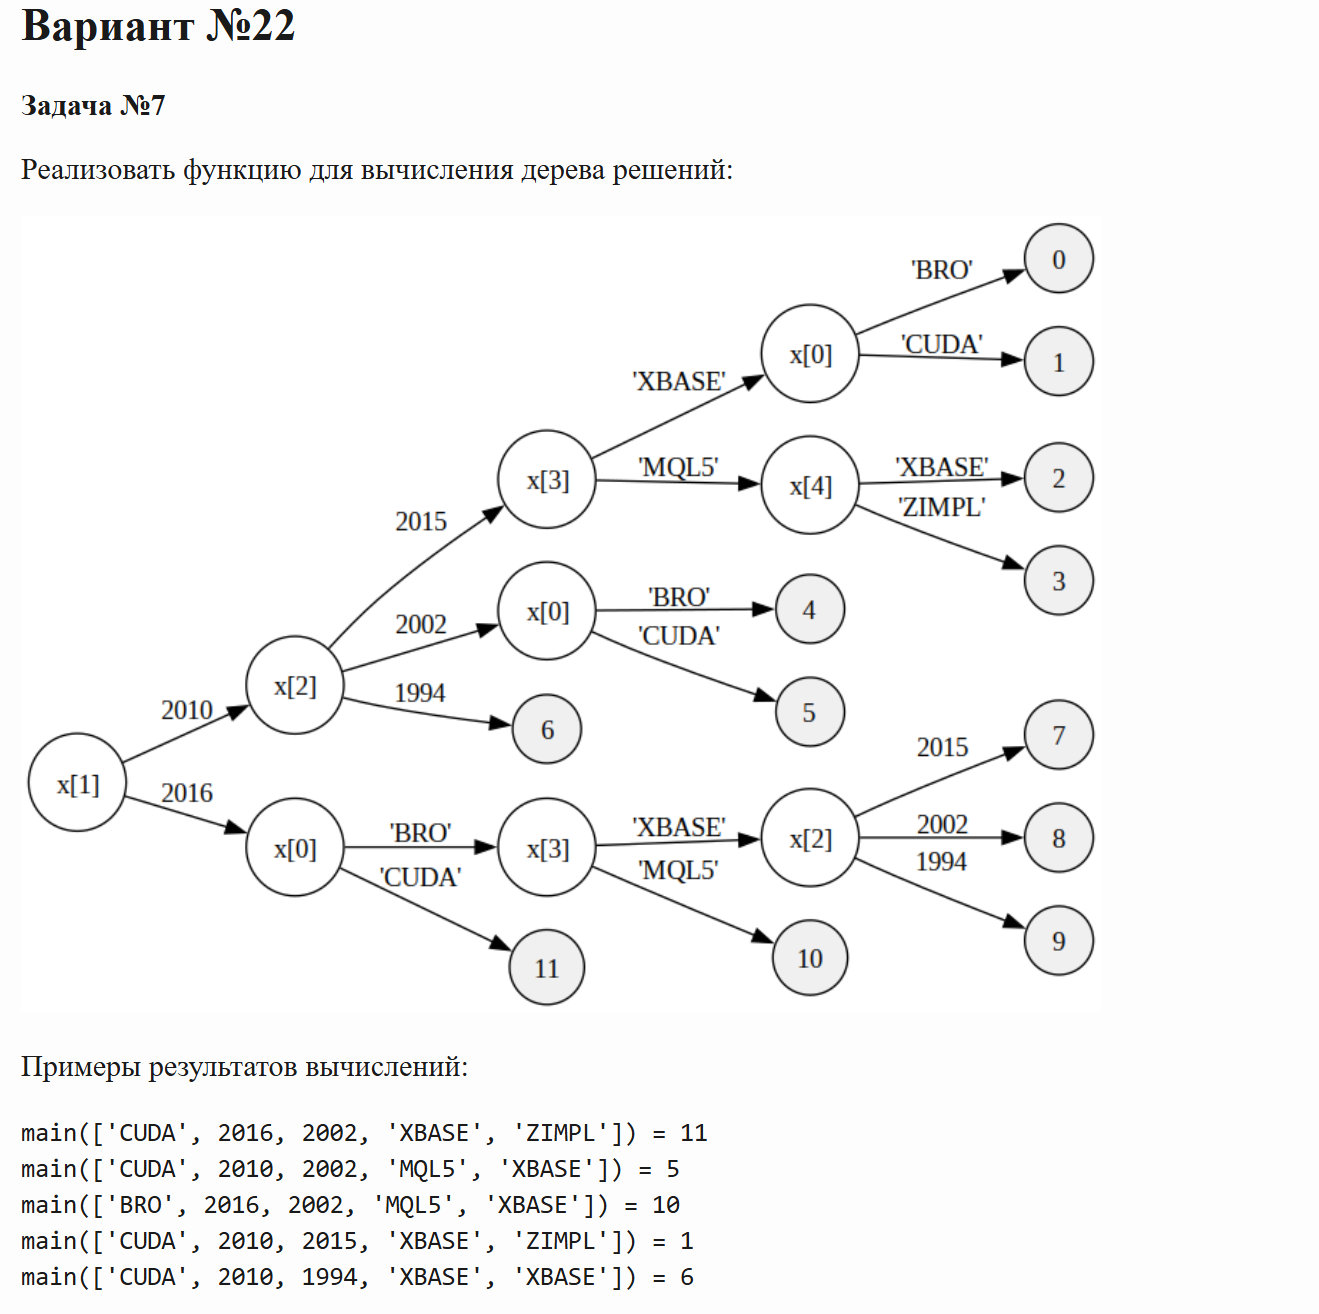 Вариант №22
Задача №7
Реализовать функцию для вычисления дерева решений:
'BRO'
0
x[0]
'CUDA'
1
'XBASE'
x[3]
'MQL5'
x[4]
'XBASE'
2
'ZIMPL'
3
2015
2002
x[0]
'BRO'
4
'CUDA'
5
x[2]
1994
6
2010
x[1]
2016
x[0]
'BRO'
x[3]
'XBASE'
x[2]
2015
7
2002
8
1994
9
'MQL5'
10
'CUDA'
11
Примеры результатов вычислений:
main(['CUDA', 2016, 2002, 'XBASE', 'ZIMPL']) = 11
main(['CUDA', 2010, 2002, 'MQL5', 'XBASE']) = 5
main(['BRO', 2016, 2002, 'MQL5', 'XBASE']) = 10
main(['CUDA', 2010, 2015, 'XBASE', 'ZIMPL']) = 1
main(['CUDA', 2010, 1994, 'XBASE', 'XBASE']) = 6